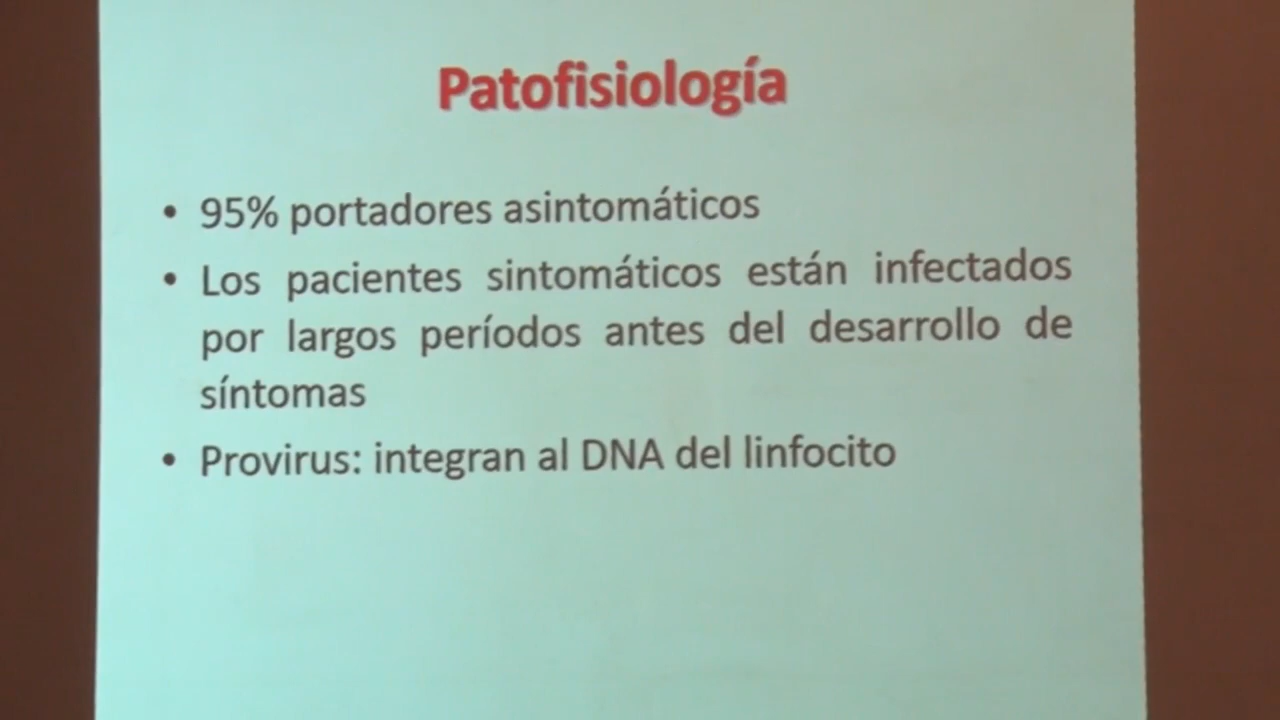 Patofisiología
• 95% portadores asintomáticos
• Los pacientes sintomáticos están infectados
por largos períodos antes del desarrollo de
síntomas
• Provirus: integran al DNA del linfocito